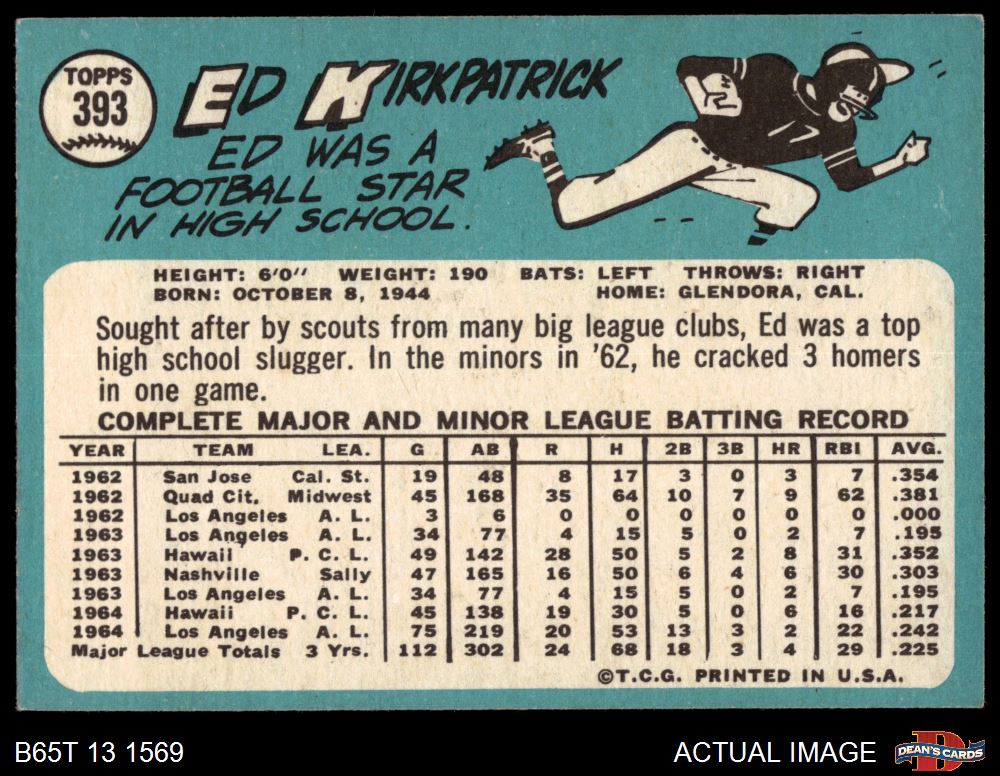 TOPPS
393
ED KIRKPATRICK
ED WAS A
FOOTBALL STAR
IN HIGH SCHOOL.
HEIGHT: 6'0" WEIGHT: 190 BATS: LEFT THROWS: RIGHT
BORN: OCTOBER 8, 1944 HOME: GLENDORA, CAL.
Sought after by scouts from many big league clubs, Ed was a top
high school slugger. In the minors in '62, he cracked 3 homers
in one game.
COMPLETE MAJOR AND MINOR LEAGUE BATTING RECORD
YEAR TEAM LEA. G AB R H 2B 3B HR RBI AVG.
1962 San Jose Cal. St. 19 48 8 17 3 0 3 7 .354
1962 Quad Cit. Midwest 45 168 35 64 10 7 9 62 .381
1962 Los Angeles A. L. 3 6 0 0 0 0 0 0 .000
1963 Los Angeles A. L. 34 77 4 15 5 0 2 7 .195
1963 Hawaii P. C. L. 49 142 28 50 5 2 8 31 .352
1963 Nashville Sally 47 165 16 50 6 4 6 30 .303
1963 Los Angeles A. L. 34 77 4 15 5 0 2 7 .195
1964 Hawaii P. C. L. 45 138 19 30 5 0 6 16 .217
1964 Los Angeles A. L. 75 219 20 53 13 3 2 22 .242
Major League Totals 3 Yrs. 112 302 24 68 18 3 4 29 .225
©T.C.G. PRINTED IN U.S.A.
B65T 13 1569 ACTUAL IMAGE D DEAN'S CARDS